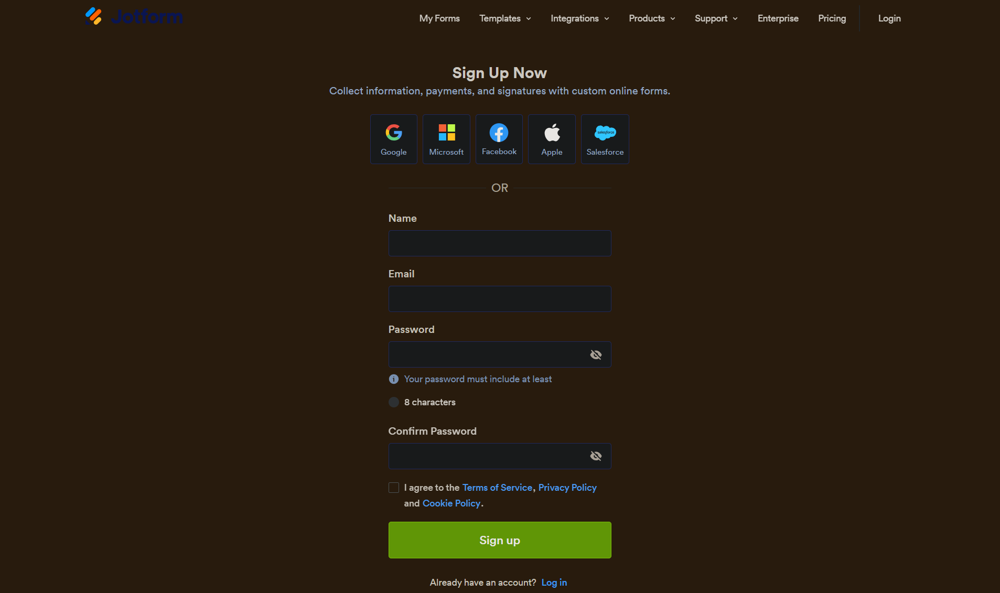 Jotform
My Forms Templates Integrations Products Support Enterprise Pricing Login
Sign Up Now
Collect information, payments, and signatures with custom online forms.
Google Microsoft Facebook Apple Salesforce
salesforce
OR
Name
Email
Password
Your password must include at least
8 characters
Confirm Password
I agree to the Terms of Service, Privacy Policy
and Cookie Policy.
Sign up
Already have an account? Log in